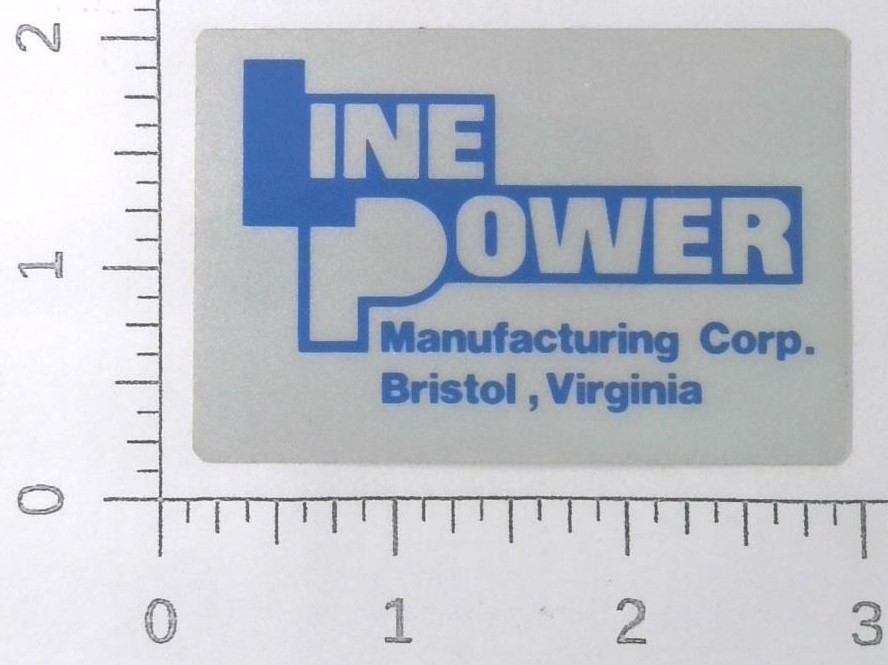 LINE
POWER
Manufacturing Corp.
Bristol , Virginia
2
1
0
0 1 2 3